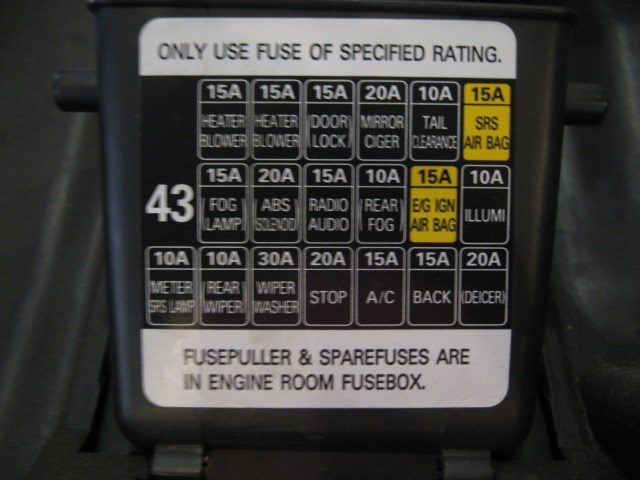 ONLY USE FUSE OF SPECIFIED RATING.
15A 15A 15A 20A 10A 15A
HEATER HEATER (DOOR MIRROR TAIL SRS
BLOWER BLOWER LOCK) CIGER CLEARANCE AIR BAG
43
15A 20A 15A 10A 15A 10A
(FOG ABS RADIO (REAR E/G IGN ILLUMI
LAMP) SOLENOID AUDIO FOG) AIR BAG
10A 10A 30A 20A 15A 15A 20A
METER (REAR WIPER STOP A/C BACK (DEICER)
SRS LAMP WIPER) WASHER
FUSEPULLER & SPAREFUSES ARE
IN ENGINE ROOM FUSEBOX.